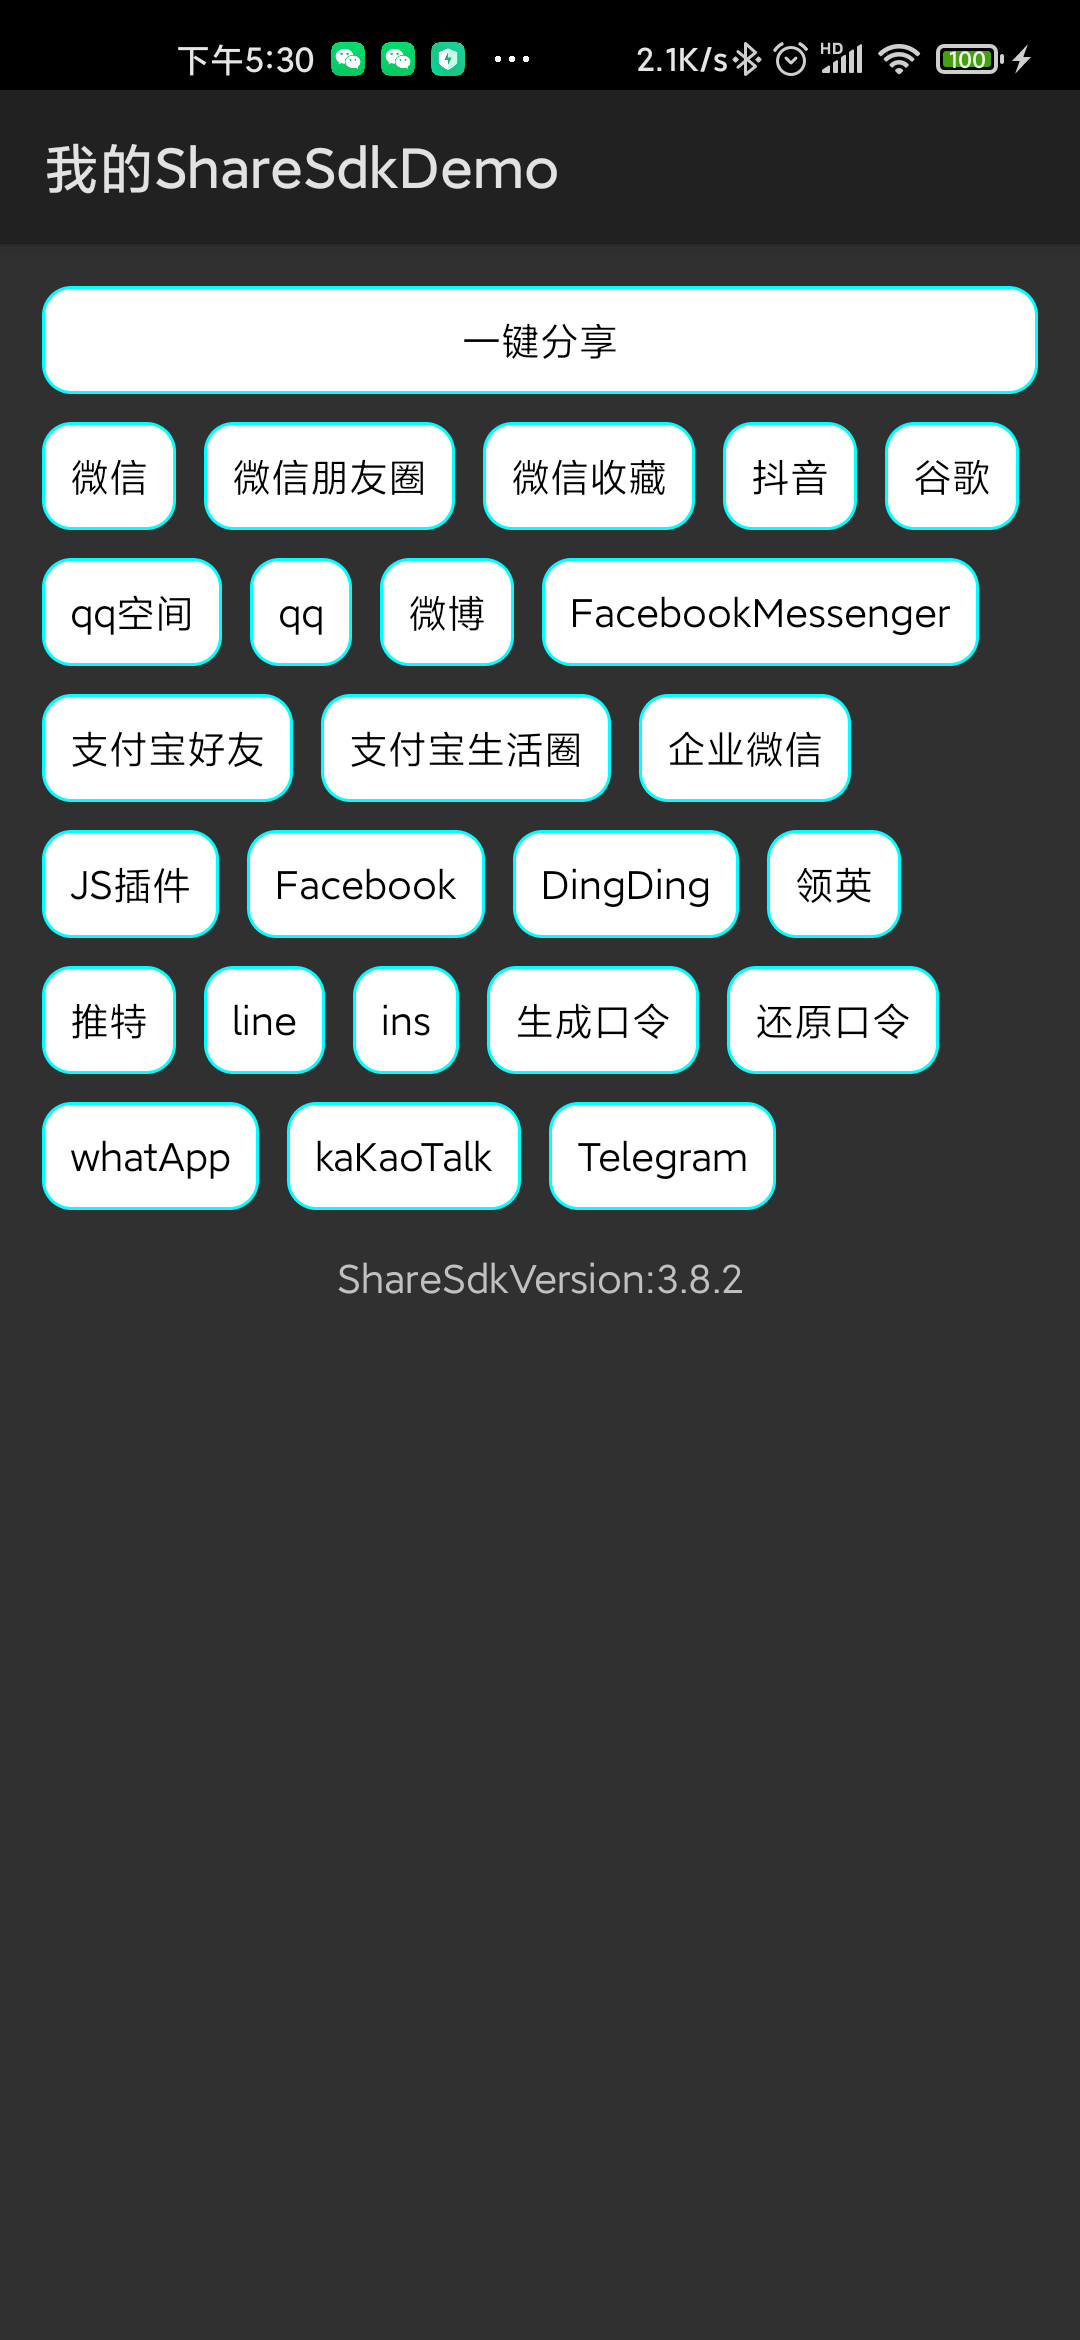 下午5:30 ... 2.1K/s HD 100
我的ShareSdkDemo
一键分享
微信 微信朋友圈 微信收藏 抖音 谷歌
qq空间 qq 微博 FacebookMessenger
支付宝好友 支付宝生活圈 企业微信
JS插件 Facebook DingDing 领英
推特 line ins 生成口令 还原口令
whatApp kaKaoTalk Telegram
ShareSdkVersion:3.8.2